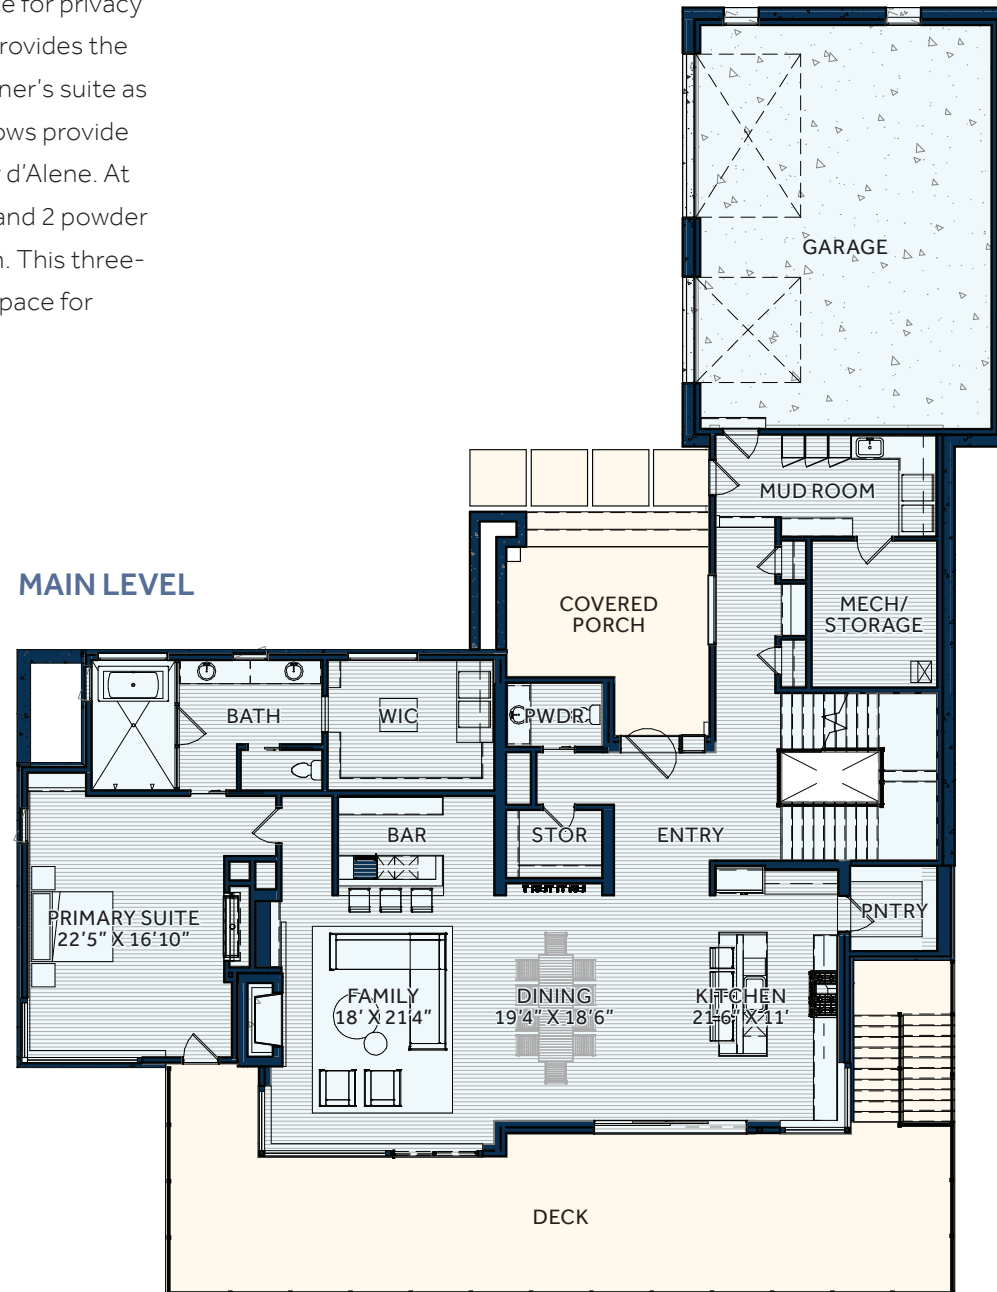 e for privacy
rovides the
ner's suite as
ows provide
r d'Alene. At
and 2 powder
n. This three-
pace for
GARAGE
MUD ROOM
MAIN LEVEL
COVERED
PORCH
MECH/
STORAGE
BATH
WIC
PWDR
BAR
STOR
ENTRY
PRIMARY SUITE
22'5" X 16'10"
PNTRY
FAMILY
18' X 21'4"
DINING
19'4" X 18'6"
KITCHEN
21'6" X 11'
DECK